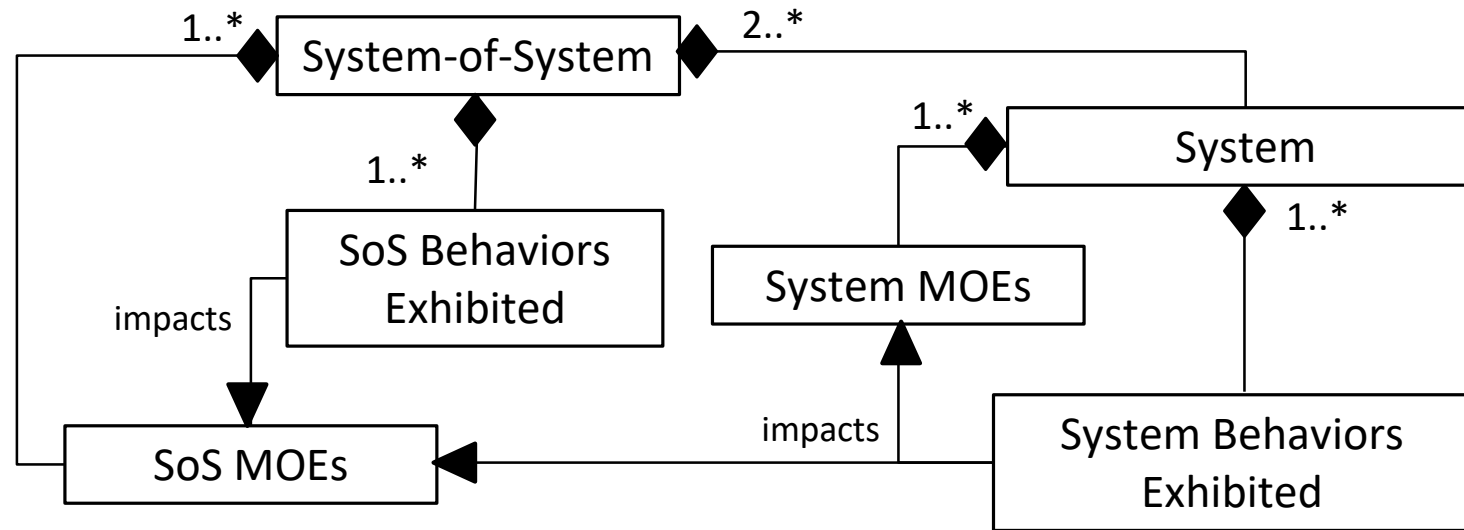 1..*
System-of-System
2..*
1..*
System
1..*
1..*
SoS Behaviors
Exhibited
System MOEs
impacts
impacts
System Behaviors
Exhibited
SoS MOEs